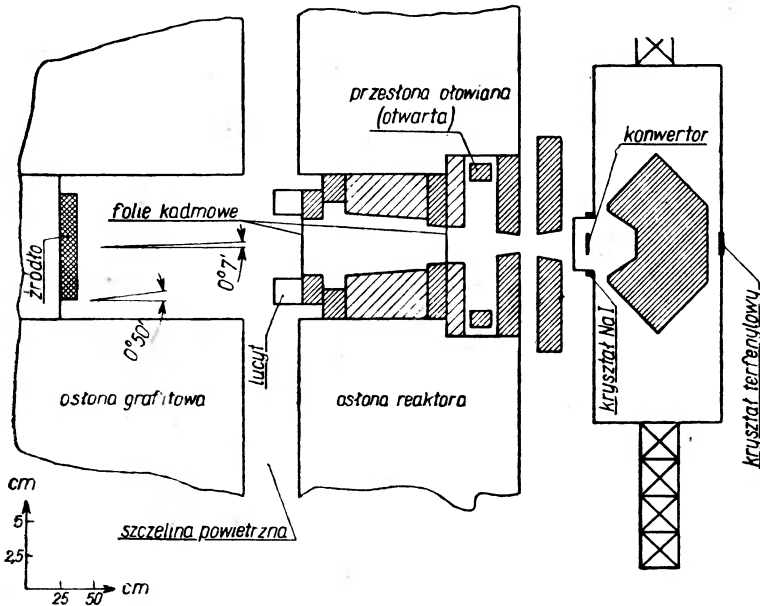 przesłona ołowiana
(otwarta)
konwertor
folie kadmowe
źródło
0°7'
0°50'
lucyt
kryształ NaI
kryształ terfenylowy
osłona grafitowa
osłona reaktora
szczelina powietrzna
cm
5
2,5
25 50
cm